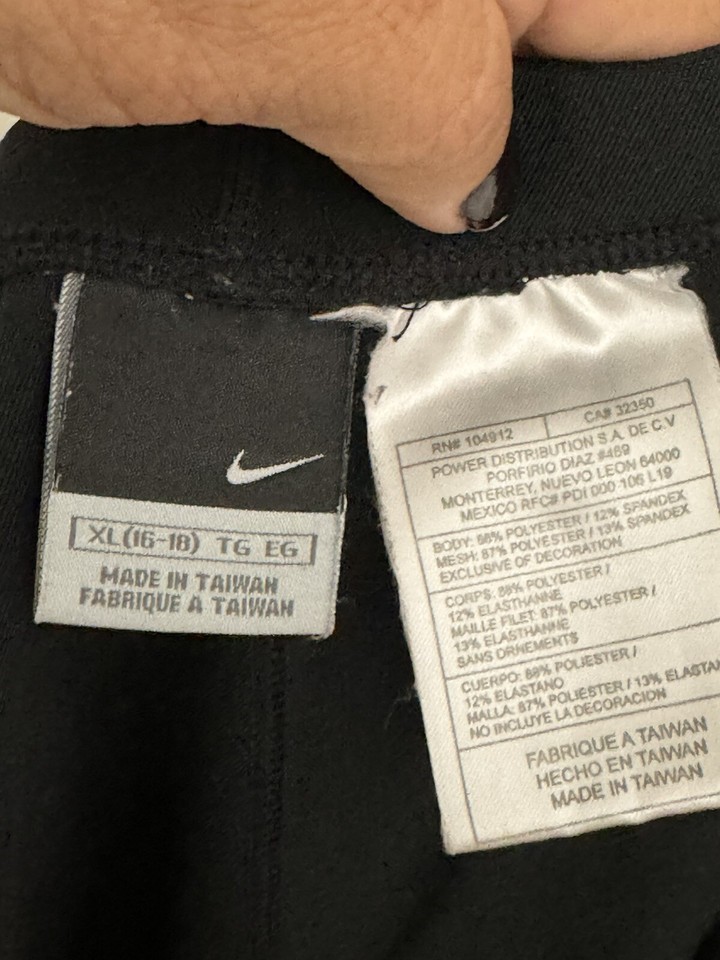 XL(16-18) TG EG
MADE IN TAIWAN
FABRIQUE A TAIWAN
RN# 104912
CA# 32350
POWER DISTRIBUTION S.A. DE C.V
PORFIRIO DIAZ #469
MONTERREY, NUEVO LEON 64000
MEXICO RFC# PDI 000 106 L19
BODY: 88% POLYESTER / 12% SPANDEX
MESH: 87% POLYESTER / 13% SPANDEX
EXCLUSIVE OF DECORATION
CORPS: 88% POLYESTER /
12% ELASTHANNE
MAILLE FILET: 87% POLYESTER /
13% ELASTHANNE
SANS ORNEMENTS
CUERPO: 88% POLIESTER /
12% ELASTANO
MALLA: 87% POLIESTER / 13% ELASTAN
NO INCLUYE LA DECORACION
FABRIQUE A TAIWAN
HECHO EN TAIWAN
MADE IN TAIWAN